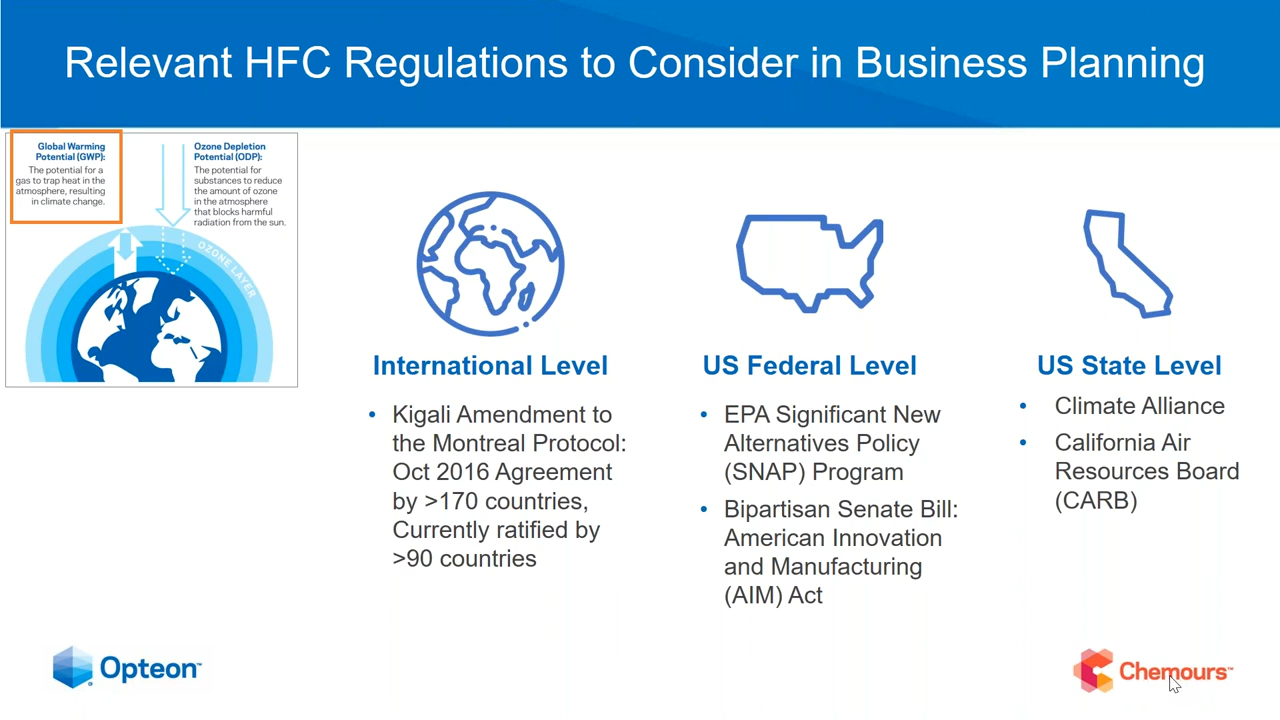 Relevant HFC Regulations to Consider in Business Planning
Global Warming
Potential (GWP):
The potential for a
gas to trap heat in the
atmosphere, resulting
in climate change.
Ozone Depletion
Potential (ODP):
The potential for
substances to reduce
the amount of ozone
in the atmosphere
that blocks harmful
radiation from the sun.
OZONE LAYER
International Level
• Kigali Amendment to
the Montreal Protocol:
Oct 2016 Agreement
by >170 countries,
Currently ratified by
>90 countries
US Federal Level
• EPA Significant New
Alternatives Policy
(SNAP) Program
• Bipartisan Senate Bill:
American Innovation
and Manufacturing
(AIM) Act
US State Level
• Climate Alliance
• California Air
Resources Board
(CARB)
Opteon™
Chemours™